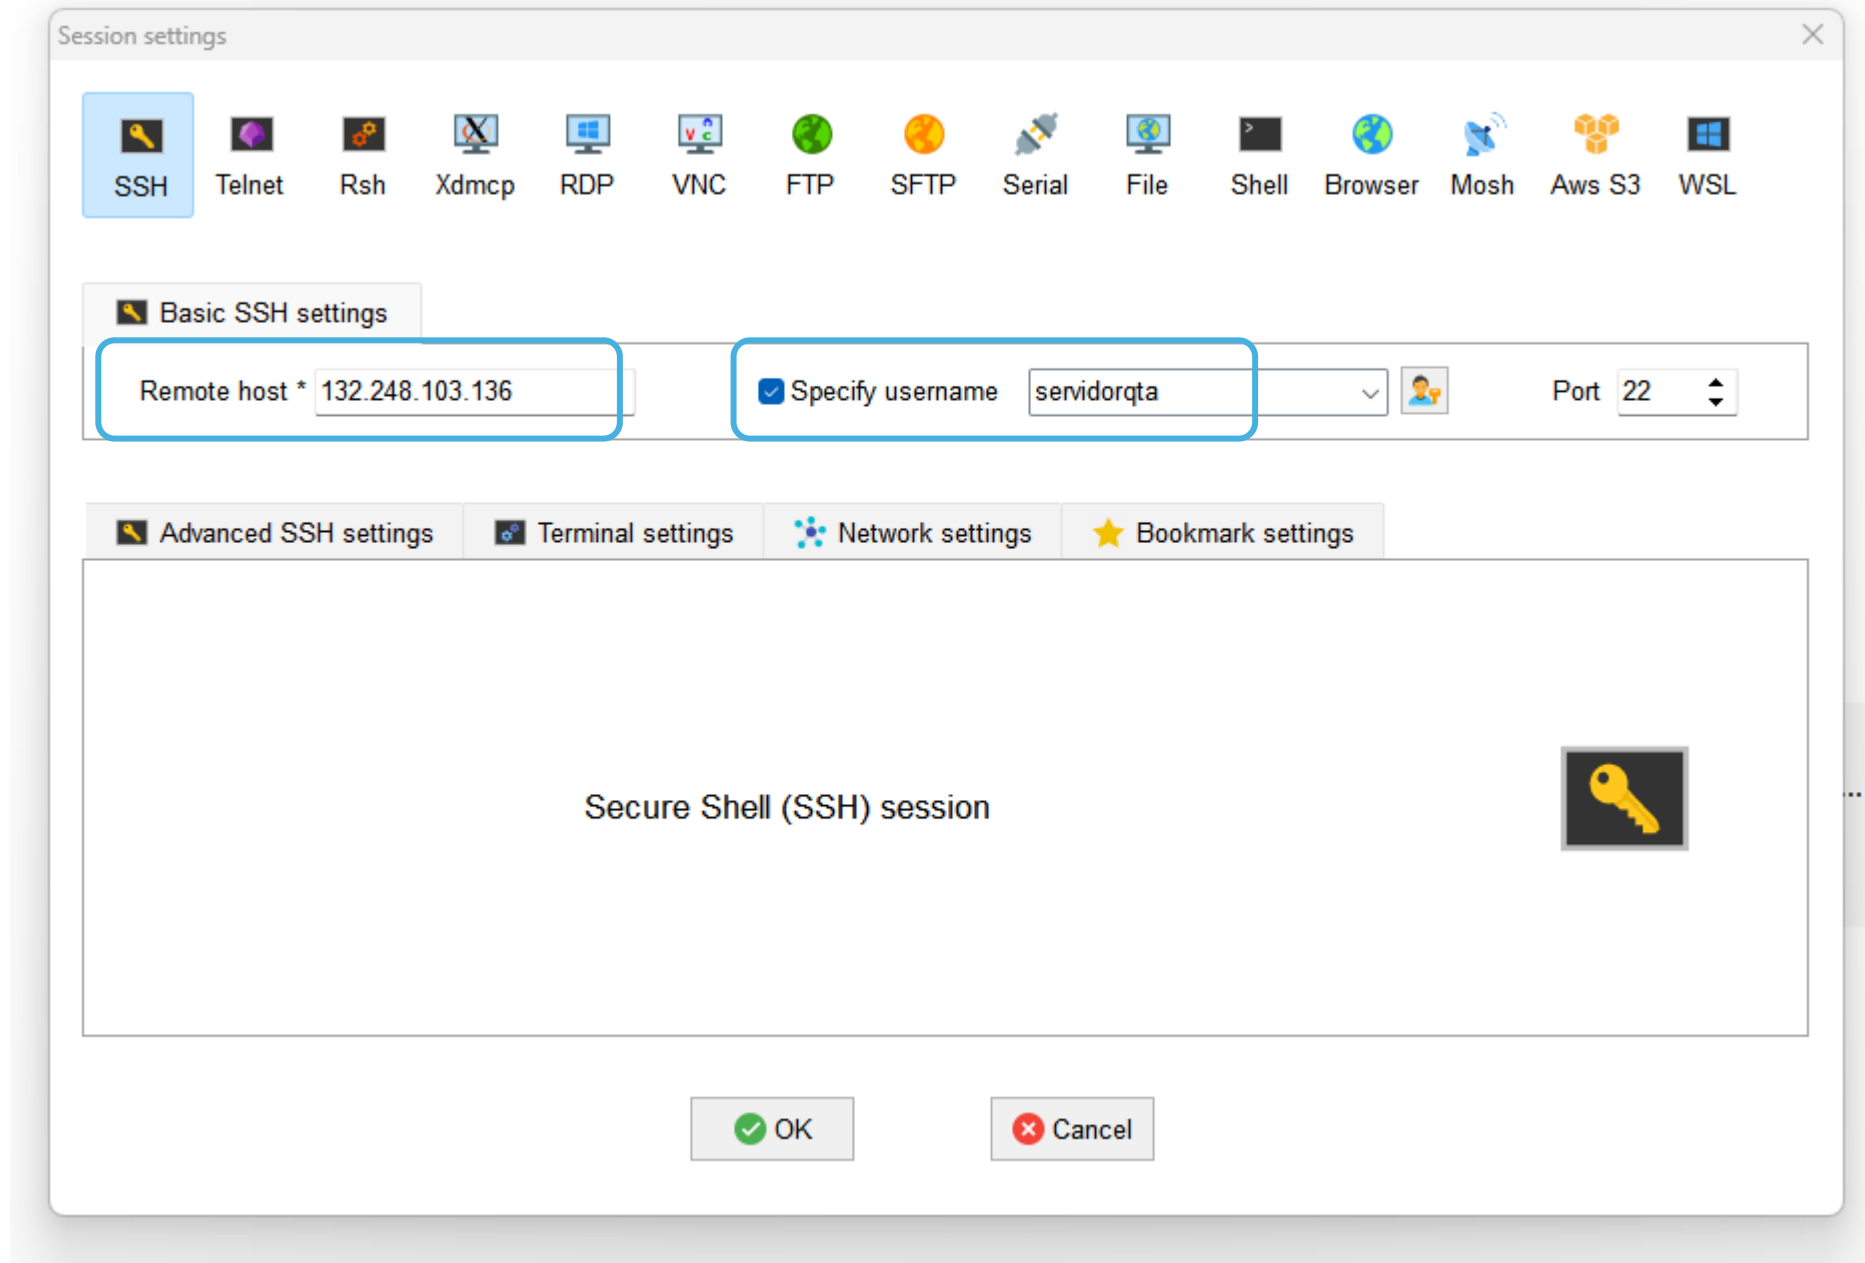 Session settings
SSH Telnet Rsh Xdmcp RDP VNC FTP SFTP Serial File Shell Browser Mosh Aws S3 WSL
Basic SSH settings
Remote host * 132.248.103.136 Specify username servidorqta Port 22
Advanced SSH settings Terminal settings Network settings Bookmark settings
Secure Shell (SSH) session
...
OK Cancel